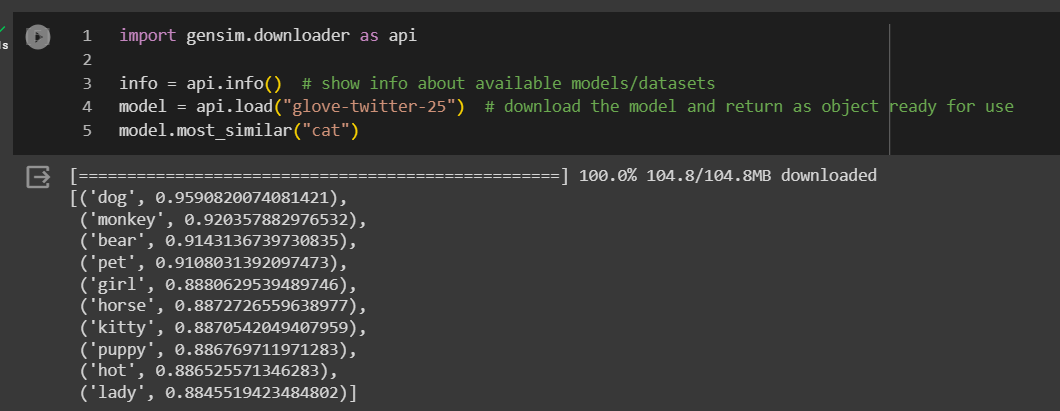 1 import gensim.downloader as api
2
3 info = api.info()  # show info about available models/datasets
4 model = api.load("glove-twitter-25")  # download the model and return as object ready for use
5 model.most_similar("cat")
[==================================================] 100.0% 104.8/104.8MB downloaded
[('dog', 0.9590820074081421),
 ('monkey', 0.920357882976532),
 ('bear', 0.9143136739730835),
 ('pet', 0.9108031392097473),
 ('girl', 0.8880629539489746),
 ('horse', 0.8872726559638977),
 ('kitty', 0.8870542049407959),
 ('puppy', 0.886769711971283),
 ('hot', 0.886525571346283),
 ('lady', 0.8845519423484802)]